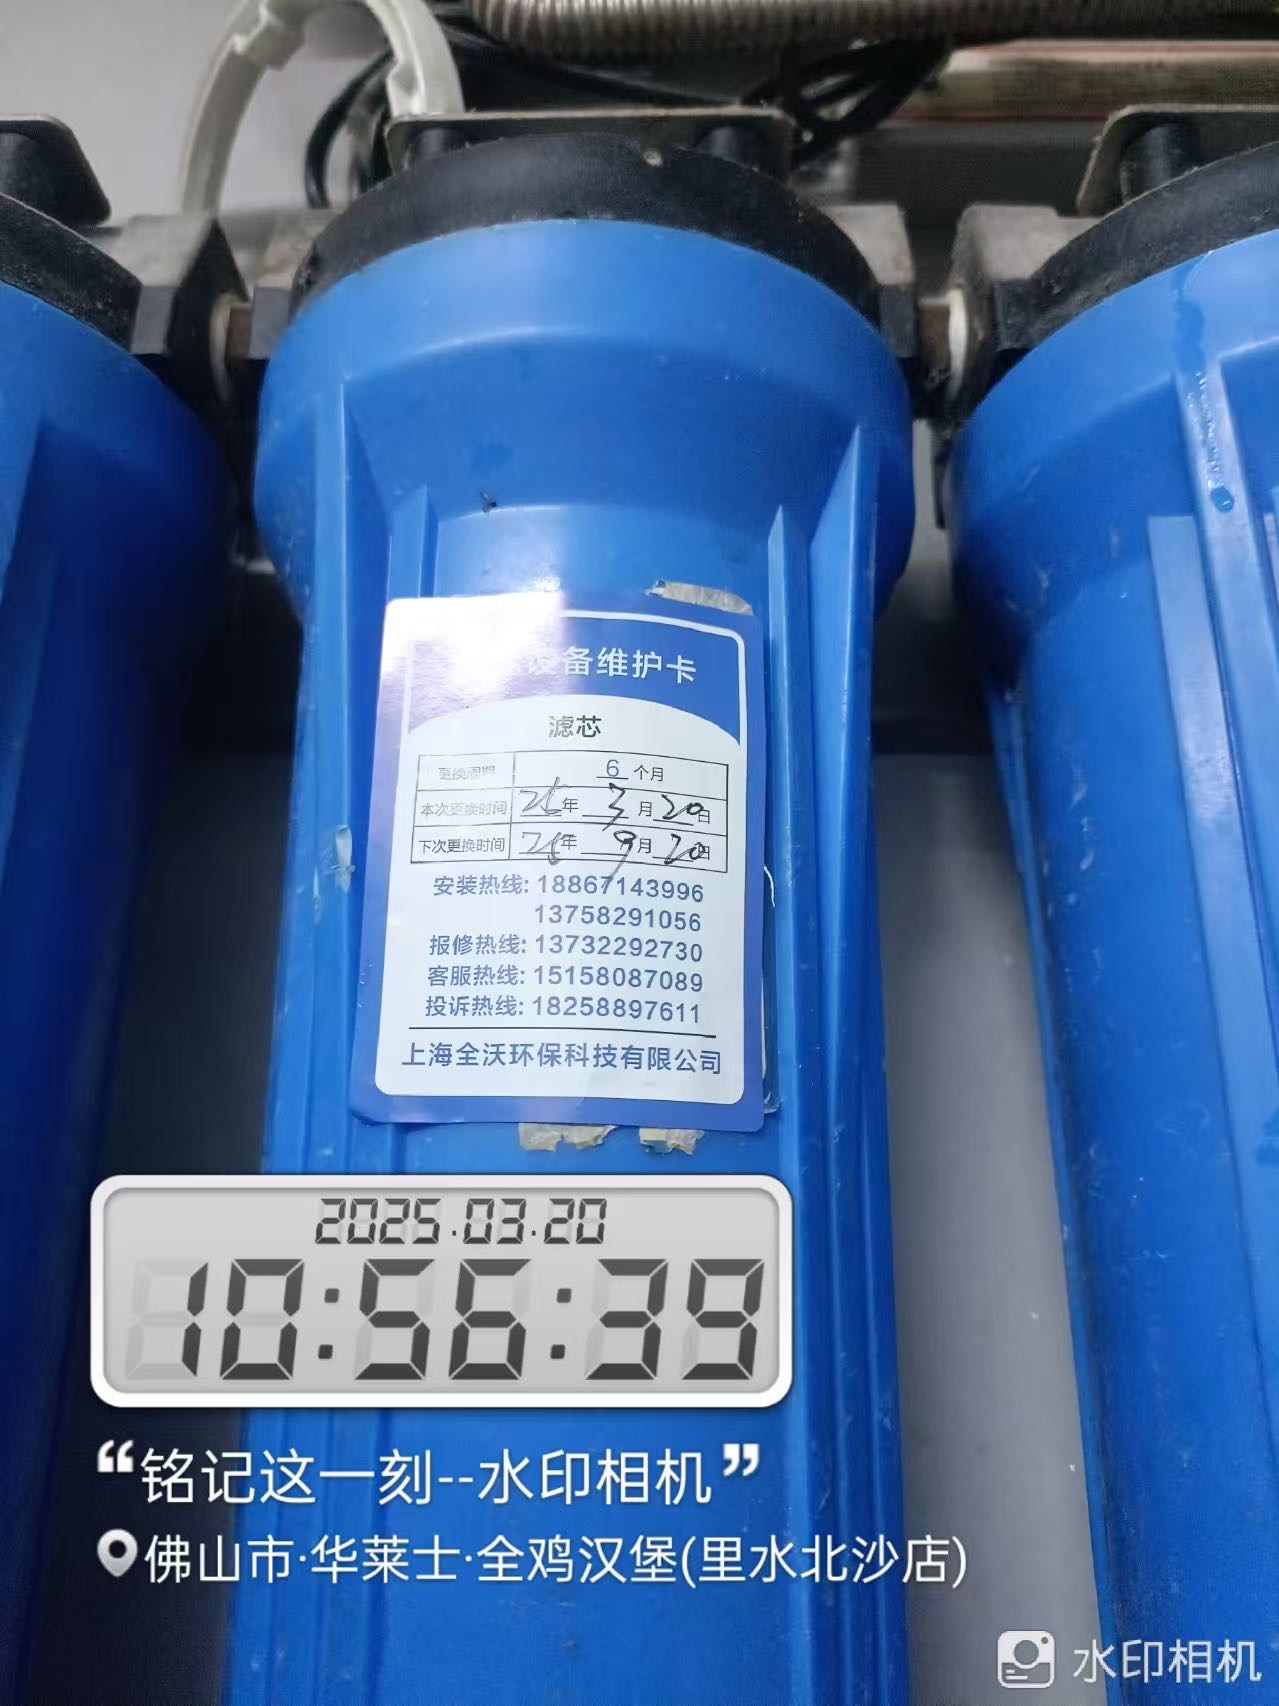 设备维护卡
滤芯
更换周期 6 个月
本次更换时间 25年 3月20日
下次更换时间 25年 9月20日
安装热线: 18867143996
13758291056
报修热线: 13732292730
客服热线: 15158087089
投诉热线: 18258897611
上海全沃环保科技有限公司
2025.03.20
10:56:39
“铭记这一刻--水印相机”
佛山市·华莱士·全鸡汉堡(里水北沙店)
水印相机